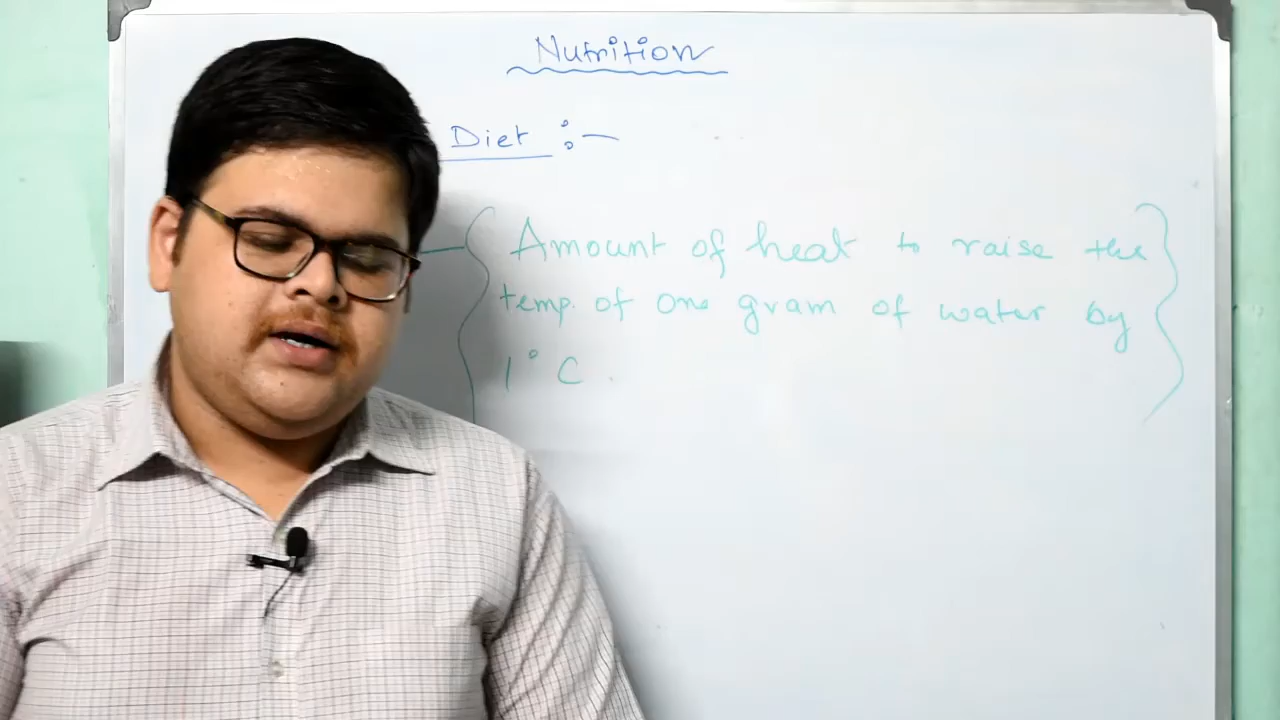 Nutrition
Diet :-
Amount of heat to raise the
temp. of one gram of water by
1° C.